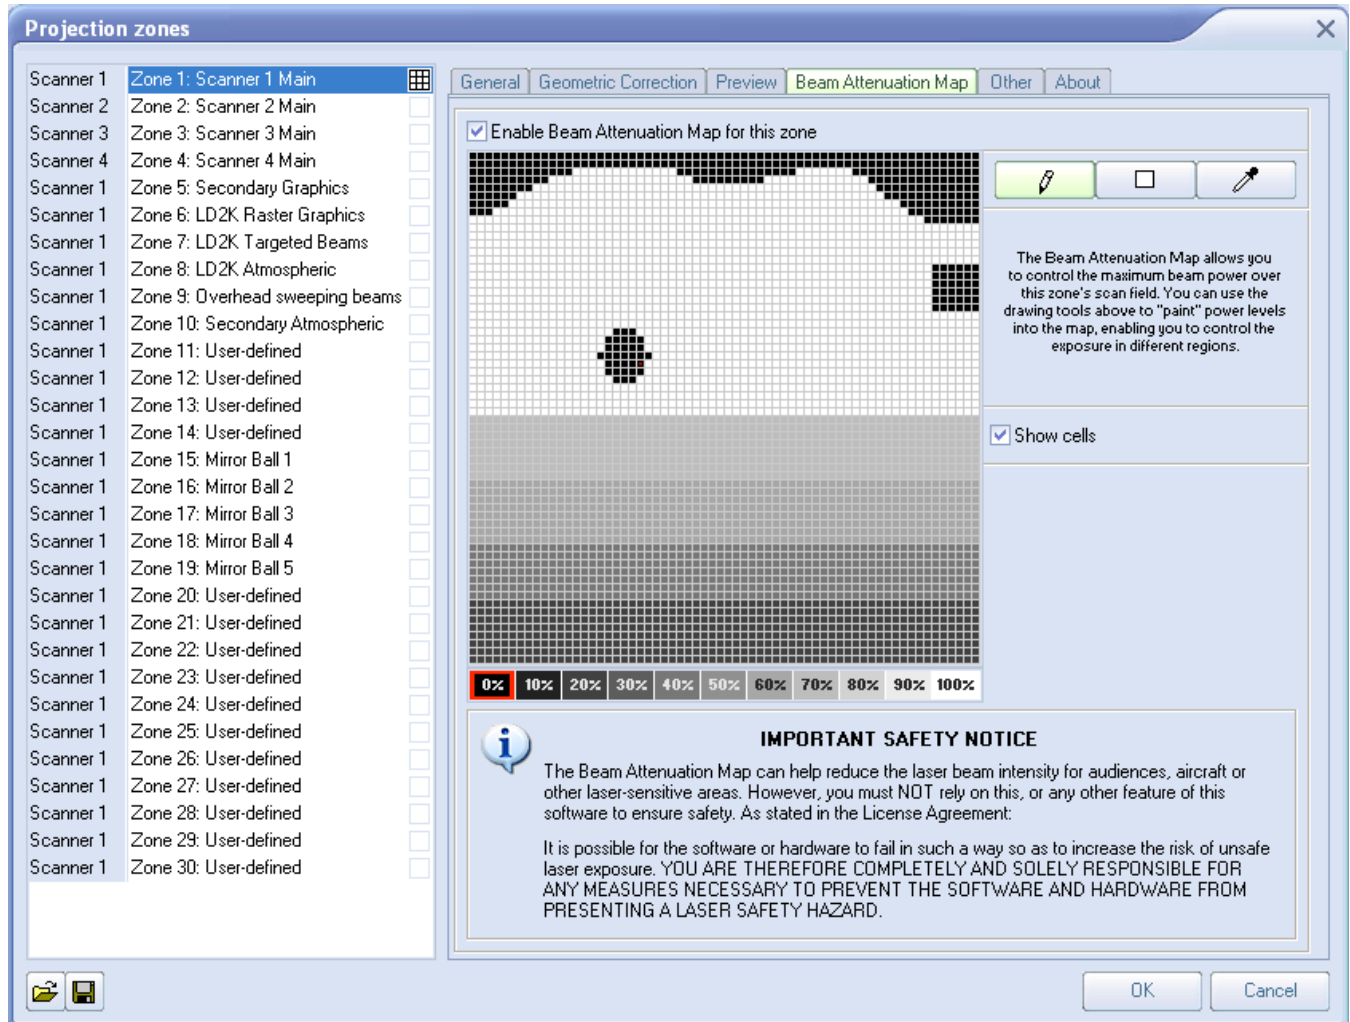 Projection zones
Scanner 1 Zone 1: Scanner 1 Main
Scanner 2 Zone 2: Scanner 2 Main
Scanner 3 Zone 3: Scanner 3 Main
Scanner 4 Zone 4: Scanner 4 Main
Scanner 1 Zone 5: Secondary Graphics
Scanner 1 Zone 6: LD2K Raster Graphics
Scanner 1 Zone 7: LD2K Targeted Beams
Scanner 1 Zone 8: LD2K Atmospheric
Scanner 1 Zone 9: Overhead sweeping beams
Scanner 1 Zone 10: Secondary Atmospheric
Scanner 1 Zone 11: User-defined
Scanner 1 Zone 12: User-defined
Scanner 1 Zone 13: User-defined
Scanner 1 Zone 14: User-defined
Scanner 1 Zone 15: Mirror Ball 1
Scanner 1 Zone 16: Mirror Ball 2
Scanner 1 Zone 17: Mirror Ball 3
Scanner 1 Zone 18: Mirror Ball 4
Scanner 1 Zone 19: Mirror Ball 5
Scanner 1 Zone 20: User-defined
Scanner 1 Zone 21: User-defined
Scanner 1 Zone 22: User-defined
Scanner 1 Zone 23: User-defined
Scanner 1 Zone 24: User-defined
Scanner 1 Zone 25: User-defined
Scanner 1 Zone 26: User-defined
Scanner 1 Zone 27: User-defined
Scanner 1 Zone 28: User-defined
Scanner 1 Zone 29: User-defined
Scanner 1 Zone 30: User-defined
General Geometric Correction Preview Beam Attenuation Map Other About
Enable Beam Attenuation Map for this zone
The Beam Attenuation Map allows you
to control the maximum beam power over
this zone's scan field. You can use the
drawing tools above to "paint" power levels
into the map, enabling you to control the
exposure in different regions.
Show cells
0% 10% 20% 30% 40% 50% 60% 70% 80% 90% 100%
IMPORTANT SAFETY NOTICE
The Beam Attenuation Map can help reduce the laser beam intensity for audiences, aircraft or
other laser-sensitive areas. However, you must NOT rely on this, or any other feature of this
software to ensure safety. As stated in the License Agreement:
It is possible for the software or hardware to fail in such a way so as to increase the risk of unsafe
laser exposure. YOU ARE THEREFORE COMPLETELY AND SOLELY RESPONSIBLE FOR
ANY MEASURES NECESSARY TO PREVENT THE SOFTWARE AND HARDWARE FROM
PRESENTING A LASER SAFETY HAZARD.
OK Cancel